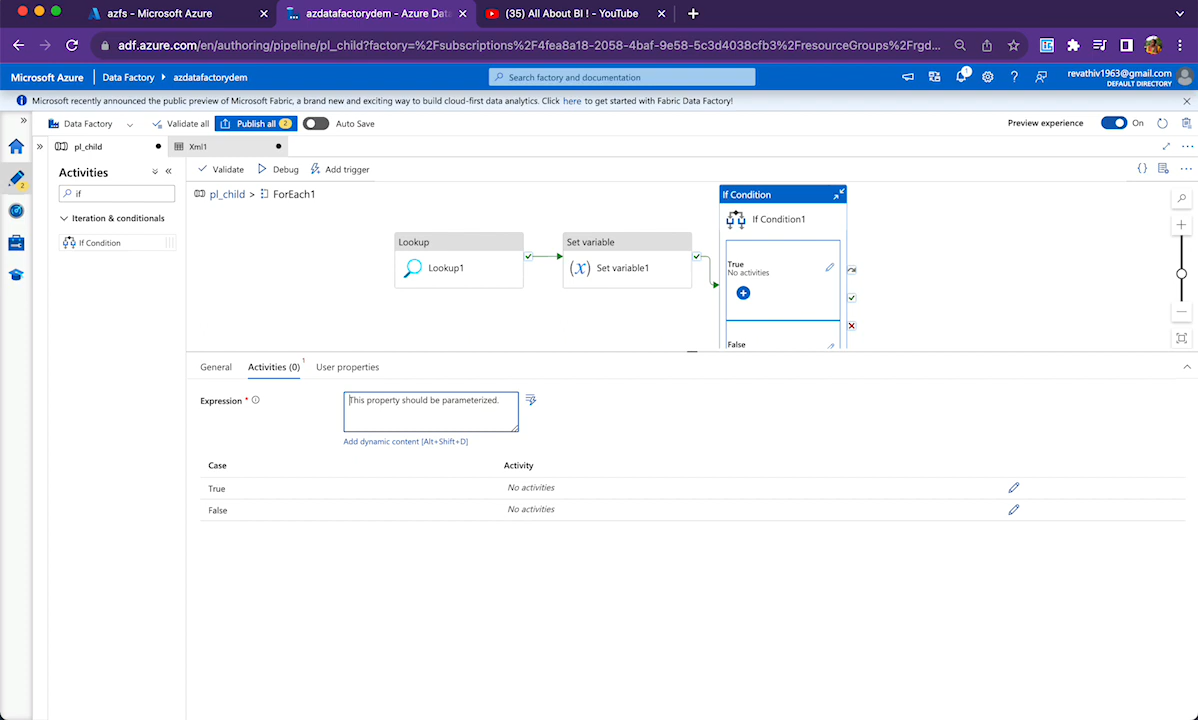 azfs - Microsoft Azure
azdatafactorydem - Azure Data
(35) All About BI ! - YouTube
adf.azure.com/en/authoring/pipeline/pl_child?factory=%2Fsubscriptions%2F4fea8a18-2058-4baf-9e58-5c3d4038cfb3%2FresourceGroups%2Frgd...
Microsoft Azure
Data Factory
azdatafactorydem
Search factory and documentation
1
revathiv1963@gmail.com
DEFAULT DIRECTORY
Microsoft recently announced the public preview of Microsoft Fabric, a brand new and exciting way to build cloud-first data analytics. Click here to get started with Fabric Data Factory!
Data Factory
Validate all
Publish all 2
Auto Save
Preview experience
On
pl_child
Xml1
2
Activities
if
Iteration & conditionals
If Condition
Validate
Debug
Add trigger
pl_child > ForEach1
Lookup
Lookup1
Set variable
(x) Set variable1
If Condition
If Condition1
True
No activities
False
General
Activities (0) 1
User properties
Expression *
This property should be parameterized.
Add dynamic content [Alt+Shift+D]
Case
Activity
True
No activities
False
No activities